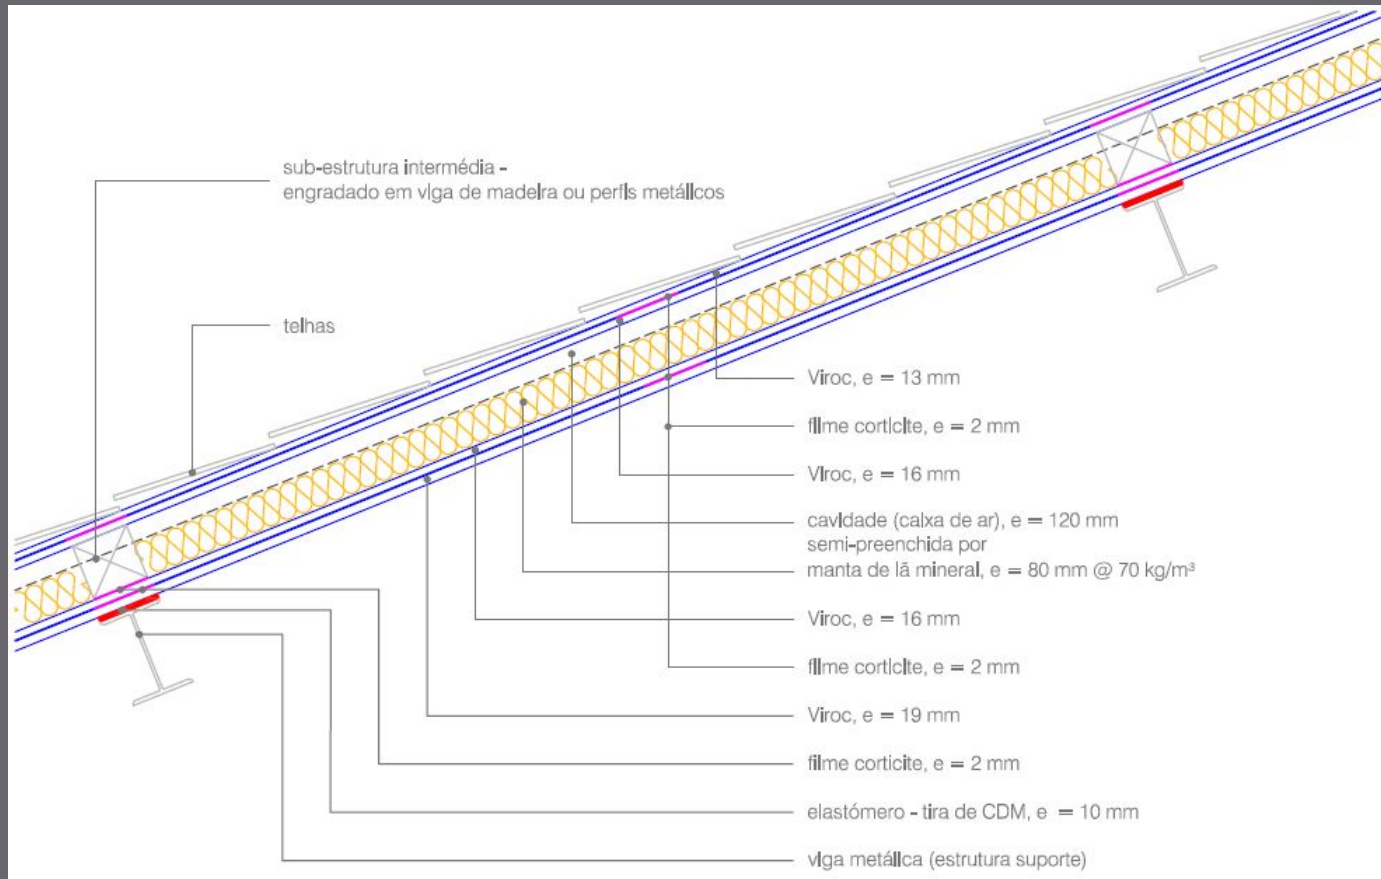 sub-estrutura intermédia -
engradado em viga de madeira ou perfis metálicos
telhas
Viroc, e = 13 mm
filme corticite, e = 2 mm
Viroc, e = 16 mm
cavidade (caixa de ar), e = 120 mm
semi-preenchida por
manta de lã mineral, e = 80 mm @ 70 kg/m³
Viroc, e = 16 mm
filme corticite, e = 2 mm
Viroc, e = 19 mm
filme corticite, e = 2 mm
elastómero - tira de CDM, e = 10 mm
viga metálica (estrutura suporte)